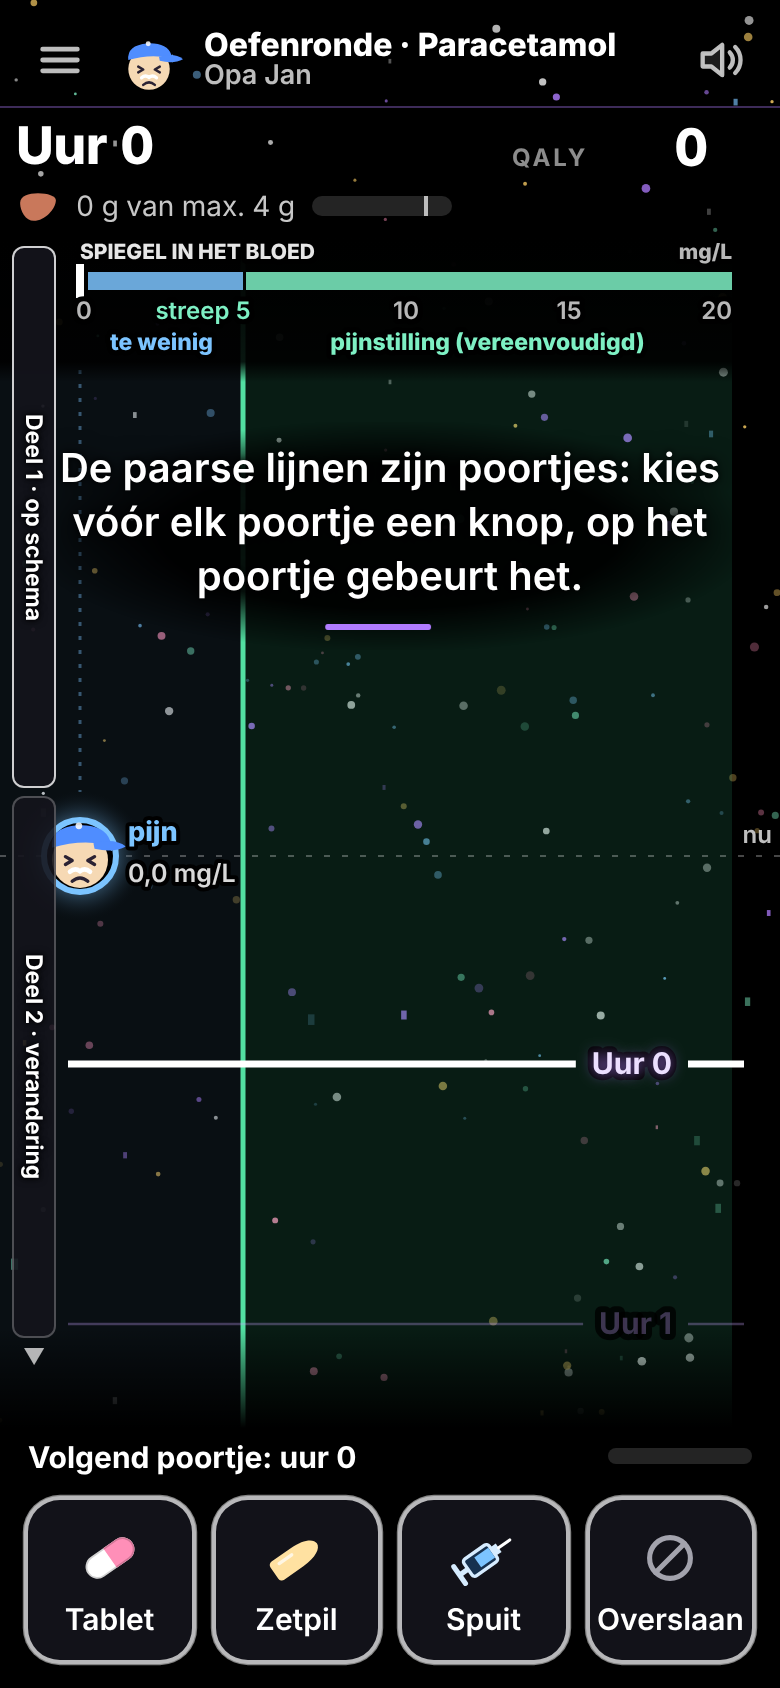 Oefenronde · Paracetamol
Opa Jan
Uur 0
QALY 0
0 g van max. 4 g
SPIEGEL IN HET BLOED mg/L
0 streep 5 10 15 20
te weinig pijnstilling (vereenvoudigd)
Deel 1 · op schema
De paarse lijnen zijn poortjes: kies
vóór elk poortje een knop, op het
poortje gebeurt het.
pijn
nu
0,0 mg/L
Deel 2 · verandering
Uur 0
Uur 1
Volgend poortje: uur 0
Tablet Zetpil Spuit Overslaan